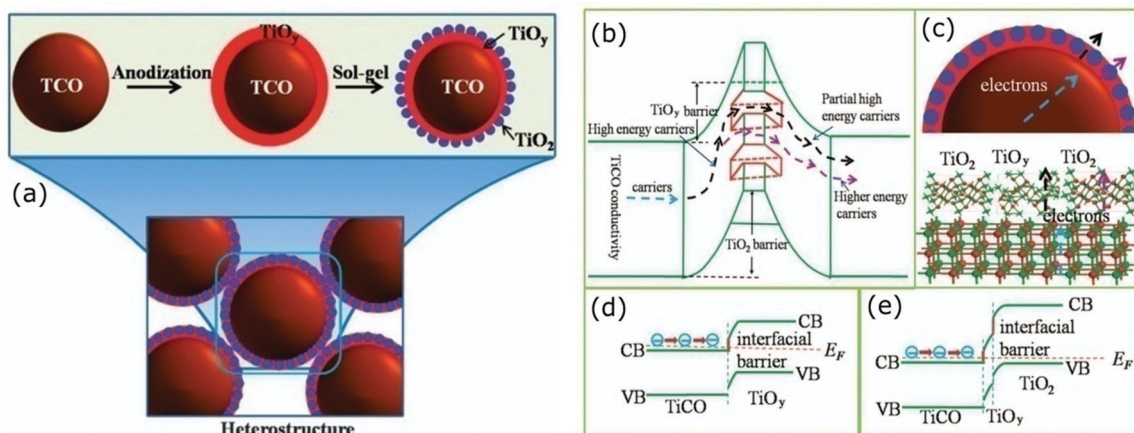 TCO
Anodization
TiOy
TCO
Sol-gel
TiOy
TCO
TiO2
(a)
Heterostructure
(b)
TiOy barrier
High energy carriers
Partial high
energy carriers
TiCO conductivity
carriers
Higher energy
carriers
TiO2 barrier
(c)
electrons
TiO2 TiOy TiO2
electrons
(d)
CB
interfacial
CB
EF
barrier
VB
VB
TiCO
TiOy
(e)
CB
interfacial
barrier
CB
EF
VB
TiO2
VB
TiCO
TiOy